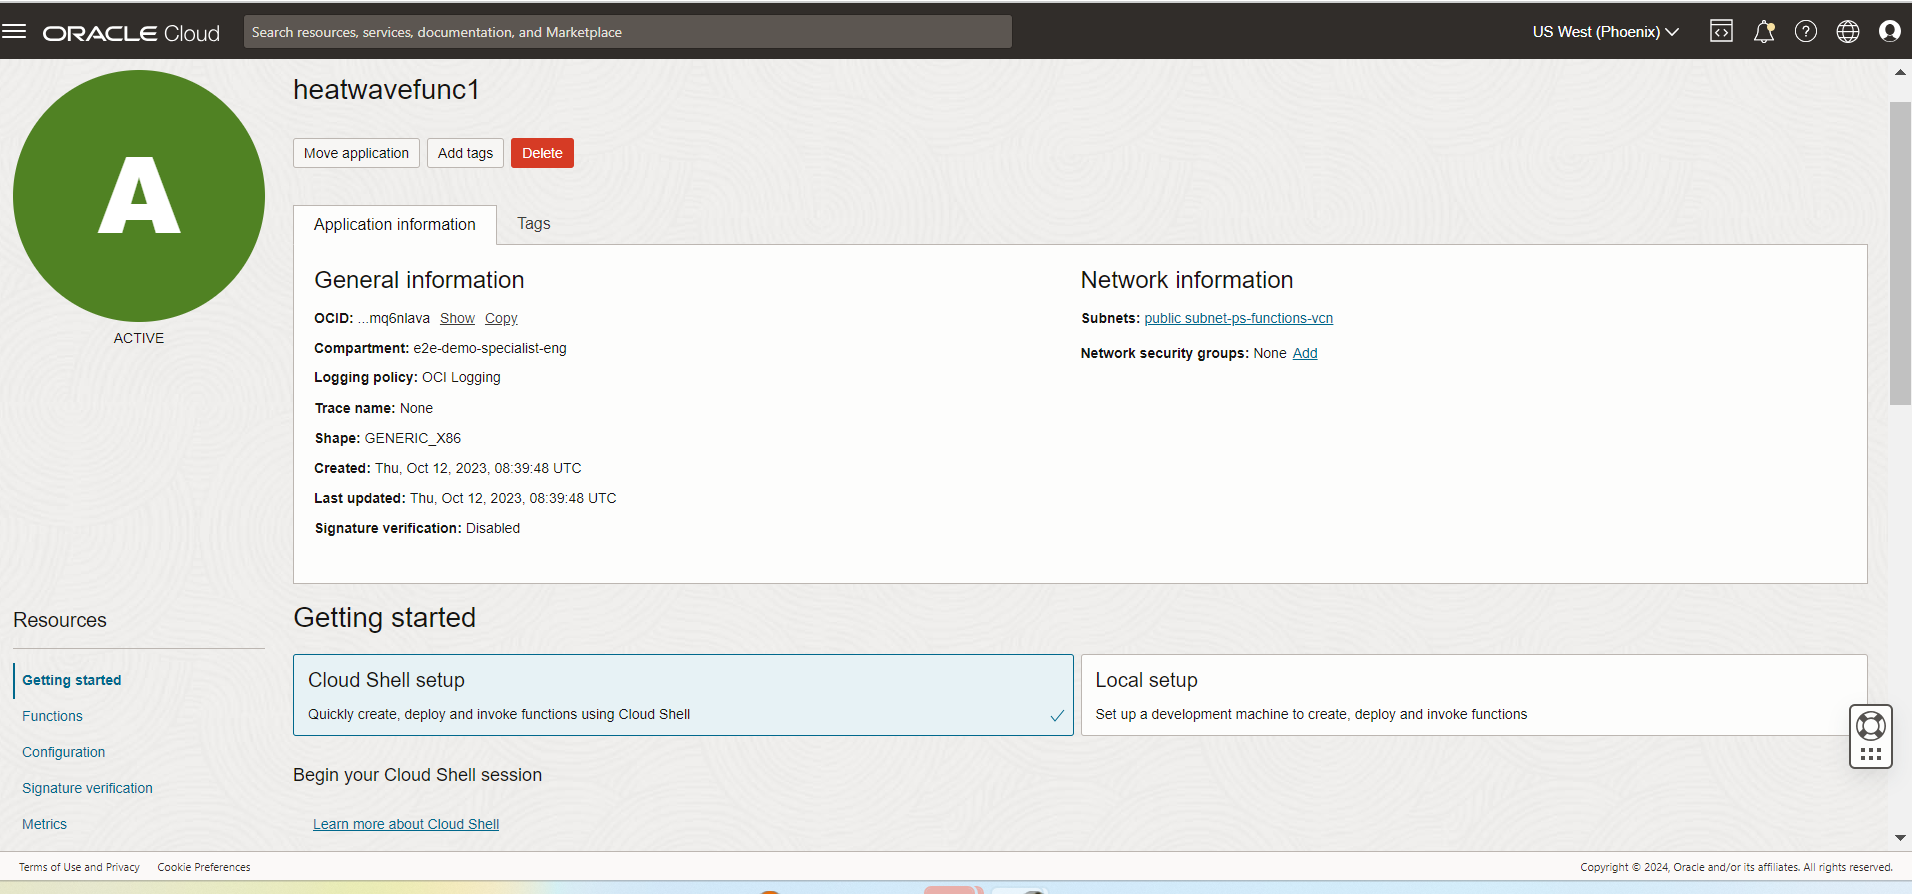 ORACLE Cloud
Search resources, services, documentation, and Marketplace
US West (Phoenix)
A
ACTIVE
heatwavefunc1
Move application
Add tags
Delete
Application information
Tags
General information
OCID: ...mq6nlava Show Copy
Compartment: e2e-demo-specialist-eng
Logging policy: OCI Logging
Trace name: None
Shape: GENERIC_X86
Created: Thu, Oct 12, 2023, 08:39:48 UTC
Last updated: Thu, Oct 12, 2023, 08:39:48 UTC
Signature verification: Disabled
Network information
Subnets: public subnet-ps-functions-vcn
Network security groups: None Add
Resources
Getting started
Functions
Configuration
Signature verification
Metrics
Getting started
Cloud Shell setup
Quickly create, deploy and invoke functions using Cloud Shell
Local setup
Set up a development machine to create, deploy and invoke functions
Begin your Cloud Shell session
Learn more about Cloud Shell
Terms of Use and Privacy
Cookie Preferences
Copyright © 2024, Oracle and/or its affiliates. All rights reserved.